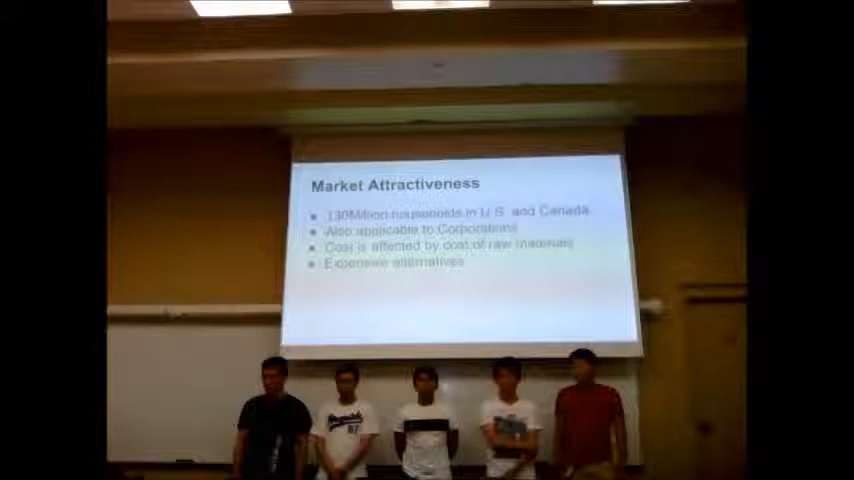 Market Attractiveness
130Million households in U.S. and Canada
Also applicable to Corporations
Cost is affected by cost of raw materials
Expensive alternatives